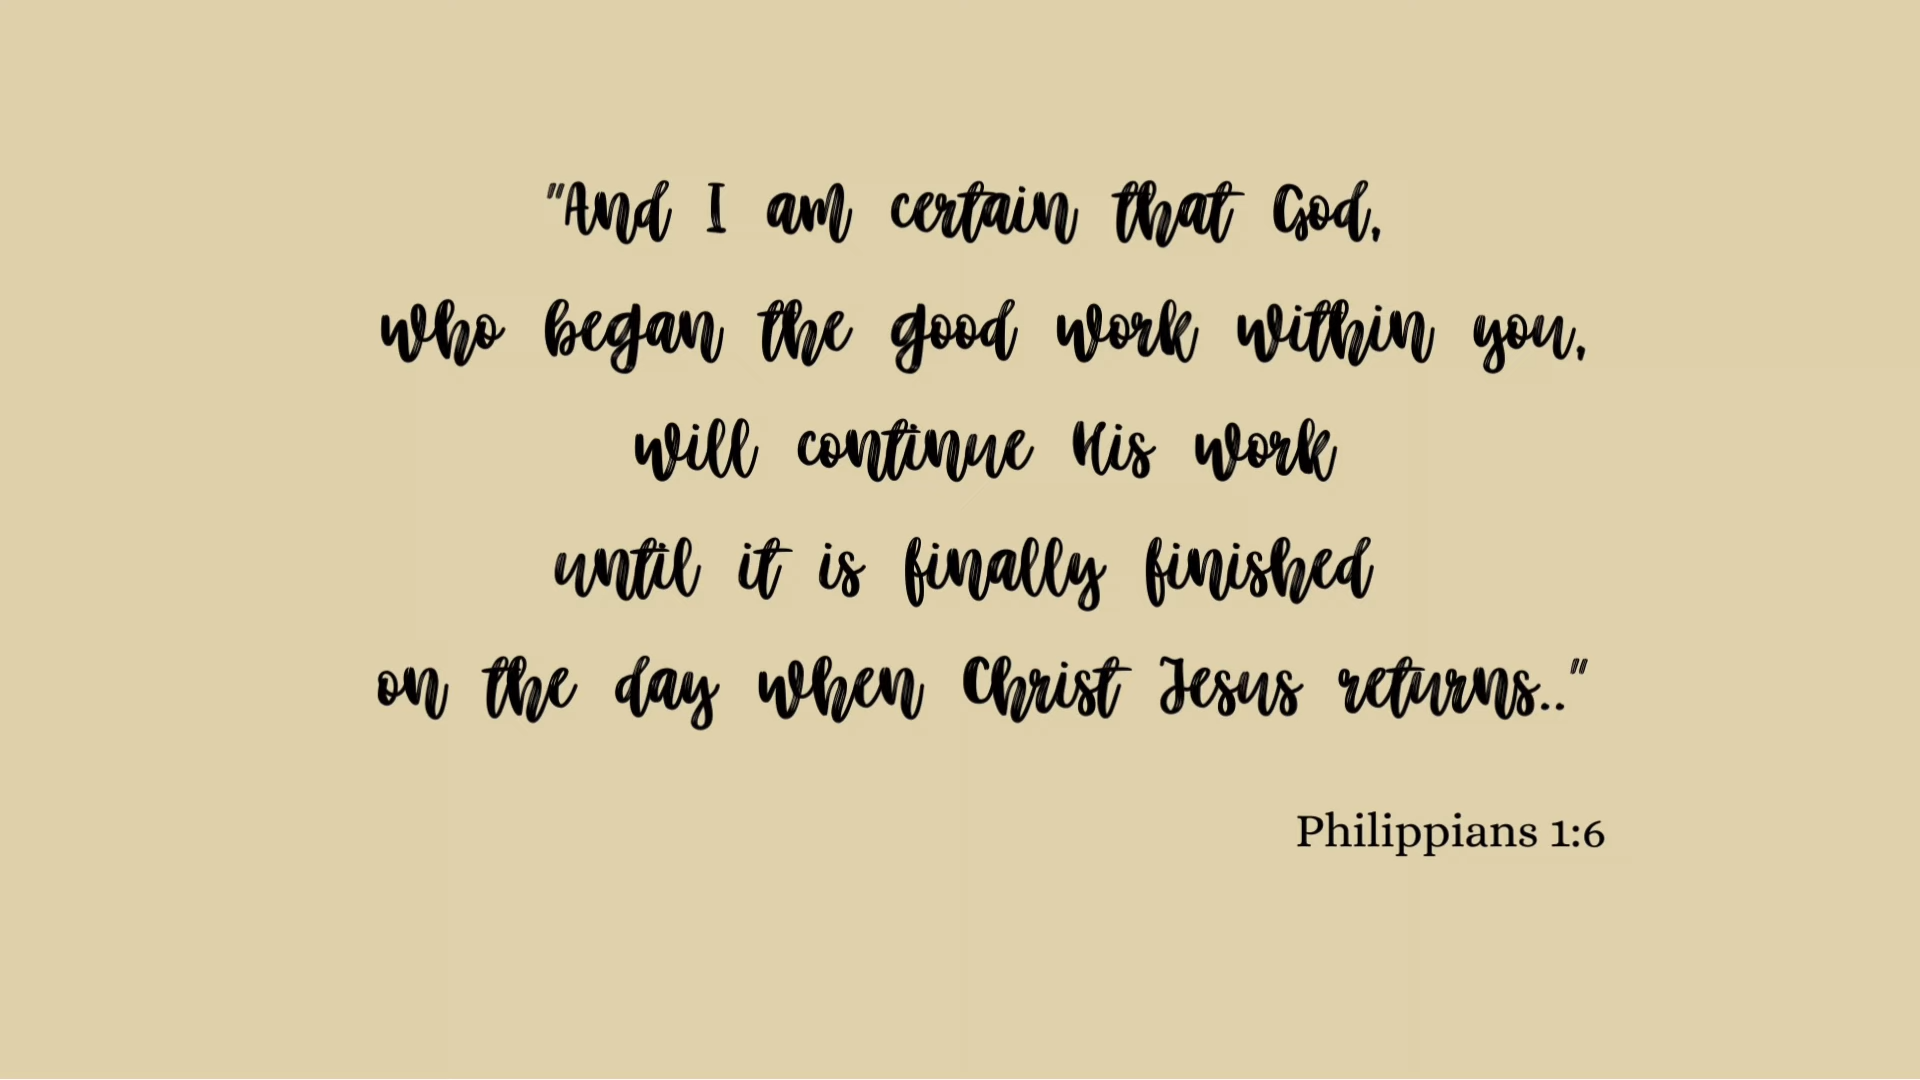 "And I am certain that God,
who began the good work within you,
will continue His work
until it is finally finished
on the day when Christ Jesus returns.."
Philippians 1:6